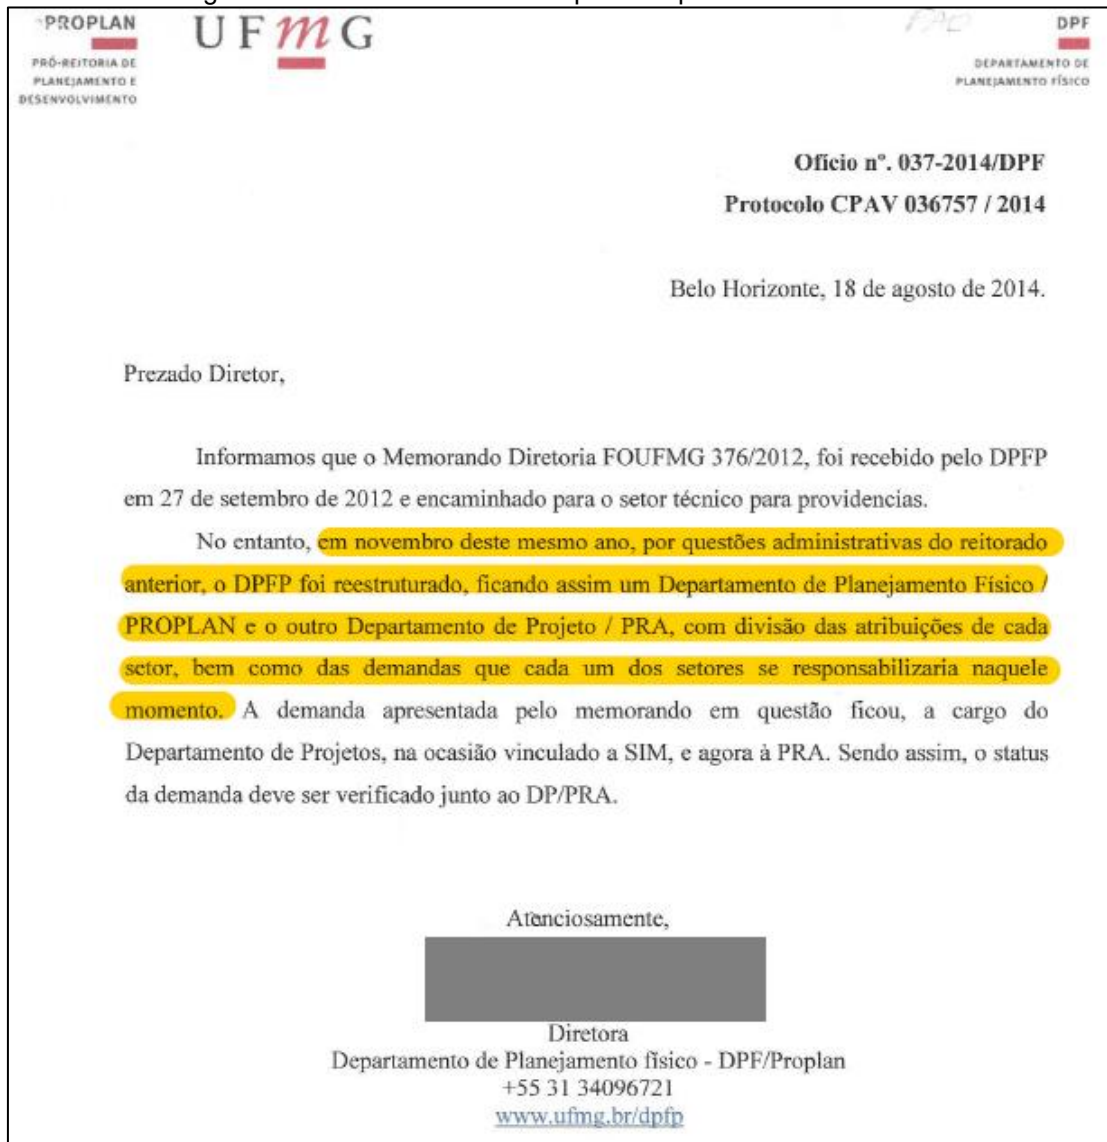 PROPLAN
PRÓ-REITORIA DE
PLANEJAMENTO E
DESENVOLVIMENTO
UFmG
DPF
DEPARTAMENTO DE
PLANEJAMENTO FÍSICO
Ofício nº. 037-2014/DPF
Protocolo CPAV 036757 / 2014
Belo Horizonte, 18 de agosto de 2014.
Prezado Diretor,
Informamos que o Memorando Diretoria FOUFMG 376/2012, foi recebido pelo DPFP
em 27 de setembro de 2012 e encaminhado para o setor técnico para providencias.
No entanto, em novembro deste mesmo ano, por questões administrativas do reitorado
anterior, o DPFP foi reestruturado, ficando assim um Departamento de Planejamento Físico /
PROPLAN e o outro Departamento de Projeto / PRA, com divisão das atribuições de cada
setor, bem como das demandas que cada um dos setores se responsabilizaria naquele
momento. A demanda apresentada pelo memorando em questão ficou, a cargo do
Departamento de Projetos, na ocasião vinculado a SIM, e agora à PRA. Sendo assim, o status
da demanda deve ser verificado junto ao DP/PRA.
Atenciosamente,
Diretora
Departamento de Planejamento físico - DPF/Proplan
+55 31 34096721
www.ufmg.br/dpfp